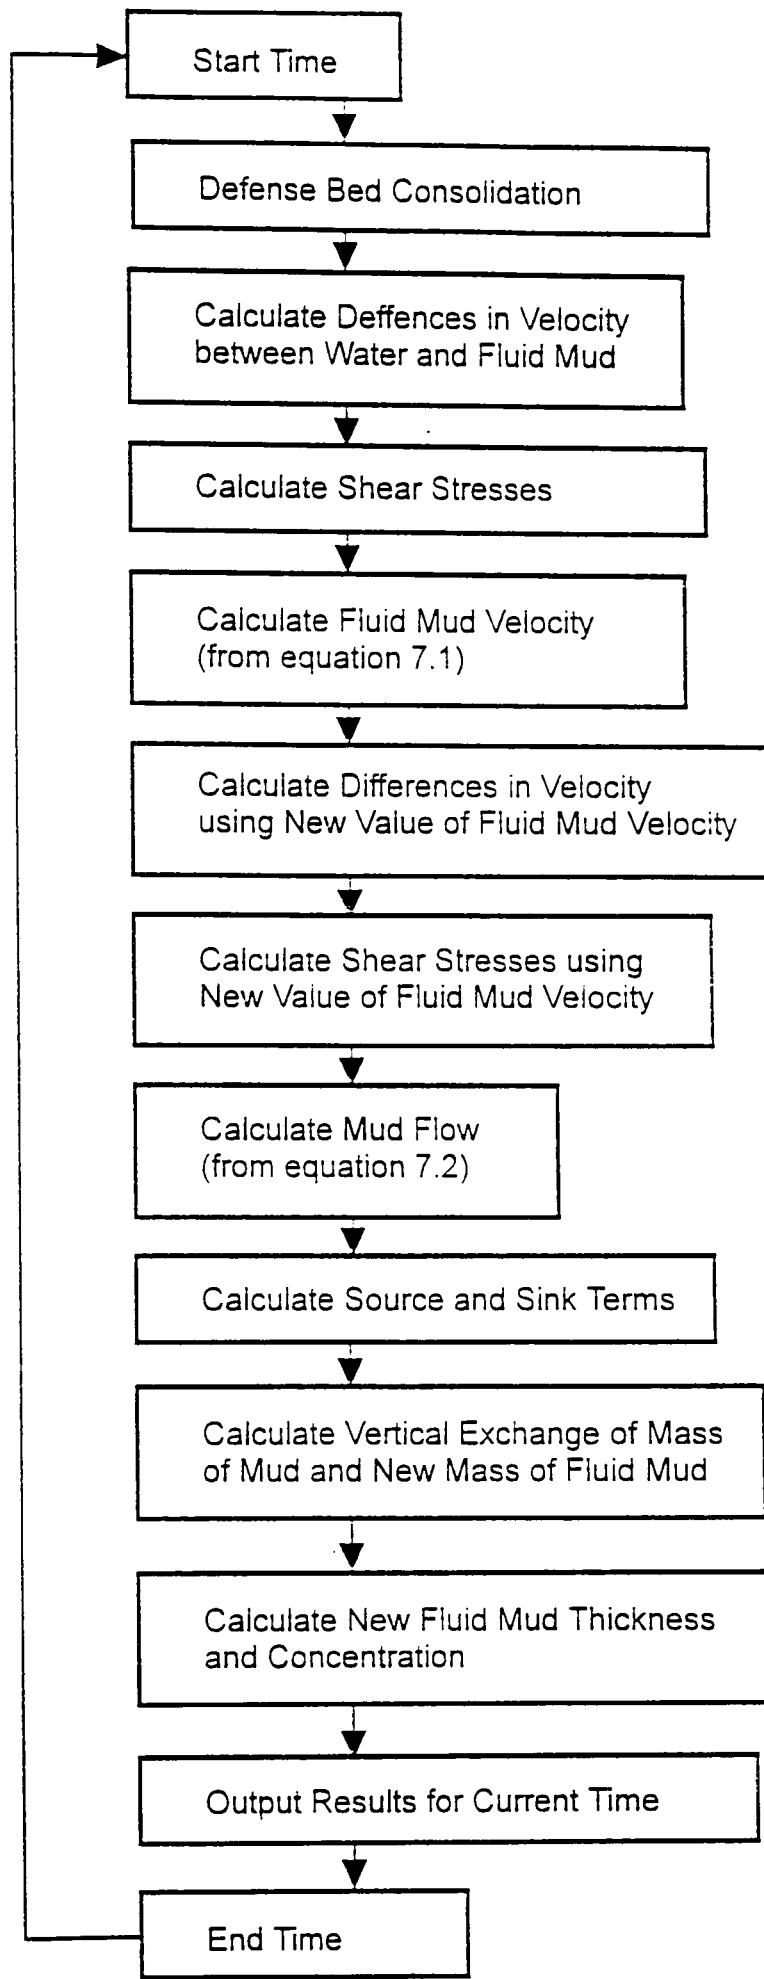 Start Time
Defense Bed Consolidation
Calculate Deffences in Velocity
between Water and Fluid Mud
Calculate Shear Stresses
Calculate Fluid Mud Velocity
(from equation 7.1)
Calculate Differences in Velocity
using New Value of Fluid Mud Velocity
Calculate Shear Stresses using
New Value of Fluid Mud Velocity
Calculate Mud Flow
(from equation 7.2)
Calculate Source and Sink Terms
Calculate Vertical Exchange of Mass
of Mud and New Mass of Fluid Mud
Calculate New Fluid Mud Thickness
and Concentration
Output Results for Current Time
End Time